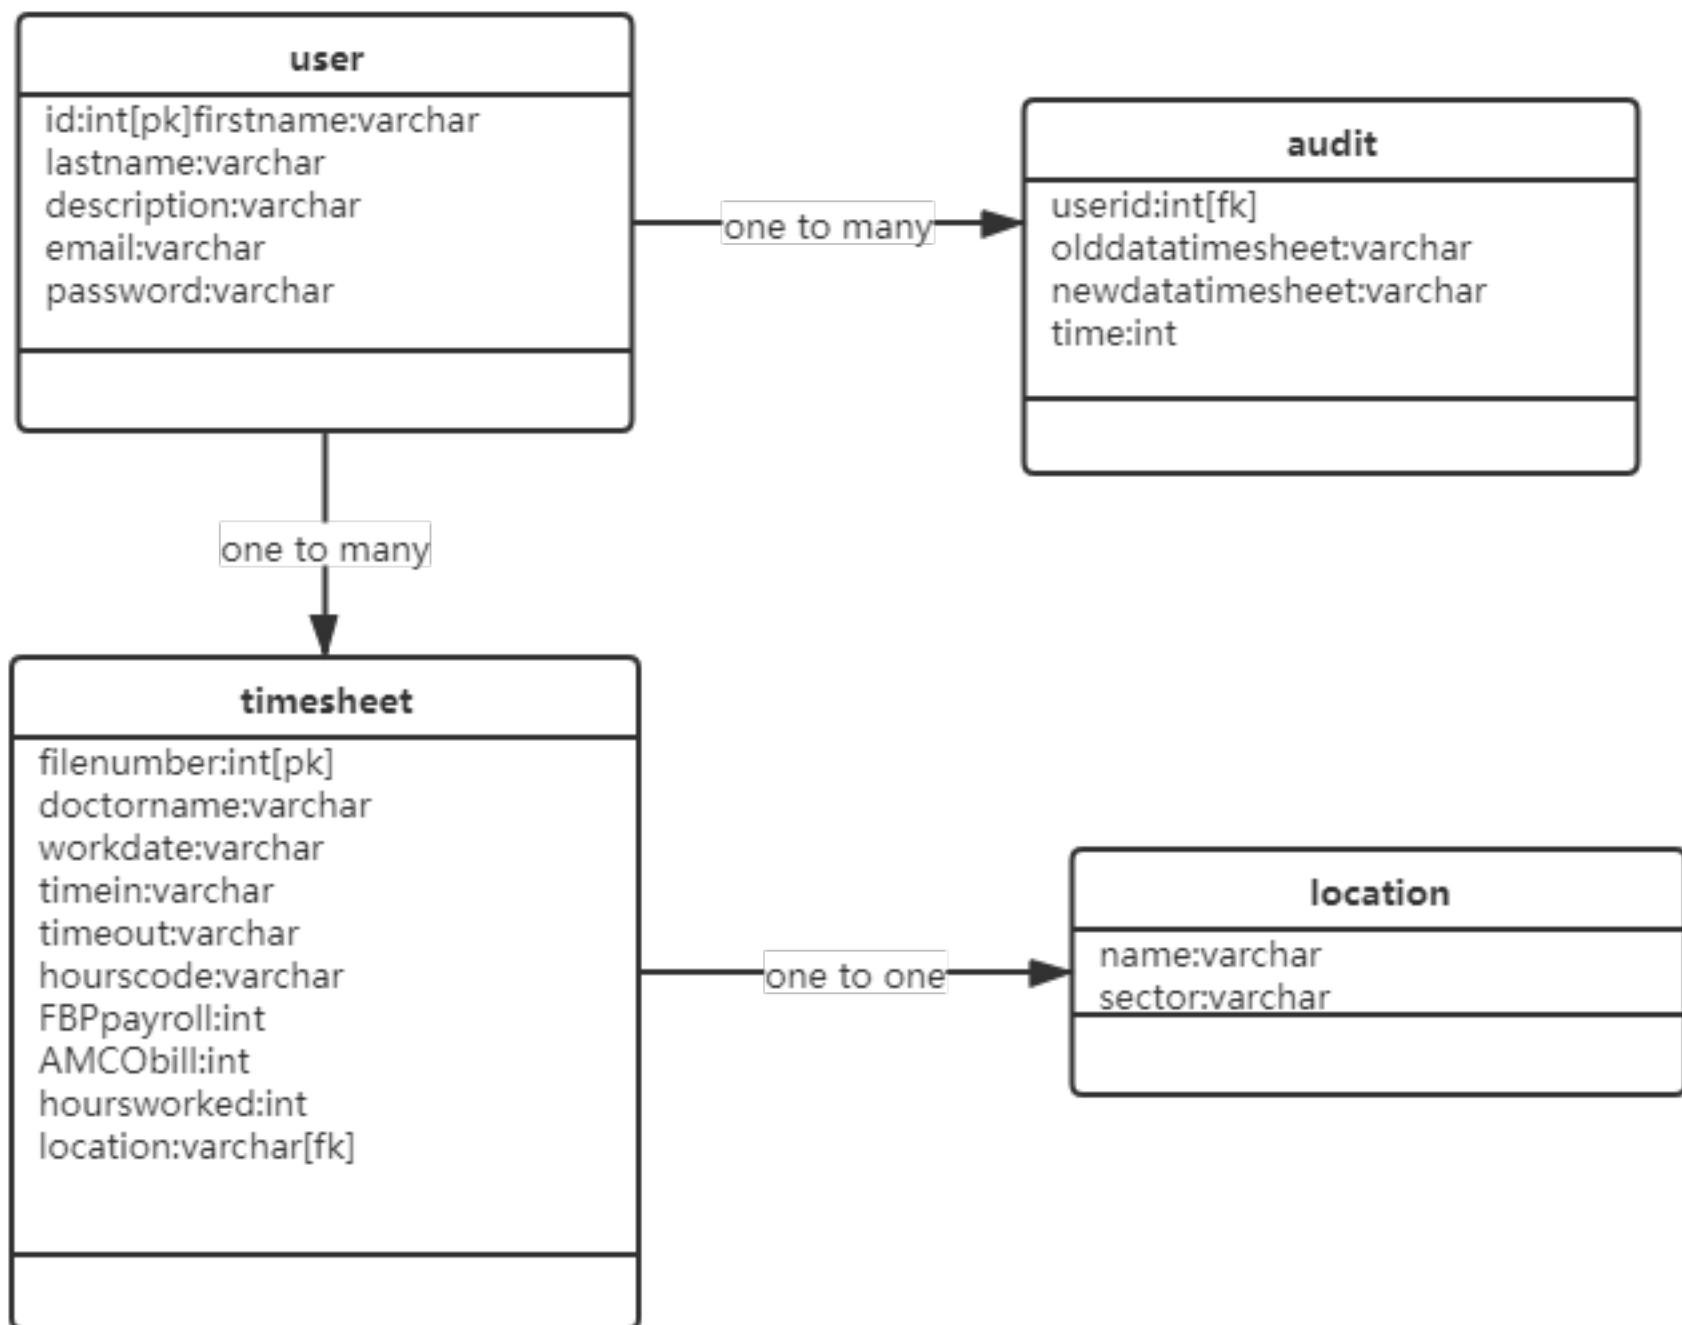 user
id:int[pk]firstname:varchar
lastname:varchar
description:varchar
email:varchar
password:varchar
one to many
audit
userid:int[fk]
olddatatimesheet:varchar
newdatatimesheet:varchar
time:int
one to many
timesheet
filenumber:int[pk]
doctorname:varchar
workdate:varchar
timein:varchar
timeout:varchar
hourscode:varchar
FBPpayroll:int
AMCObill:int
hoursworked:int
location:varchar[fk]
one to one
location
name:varchar
sector:varchar